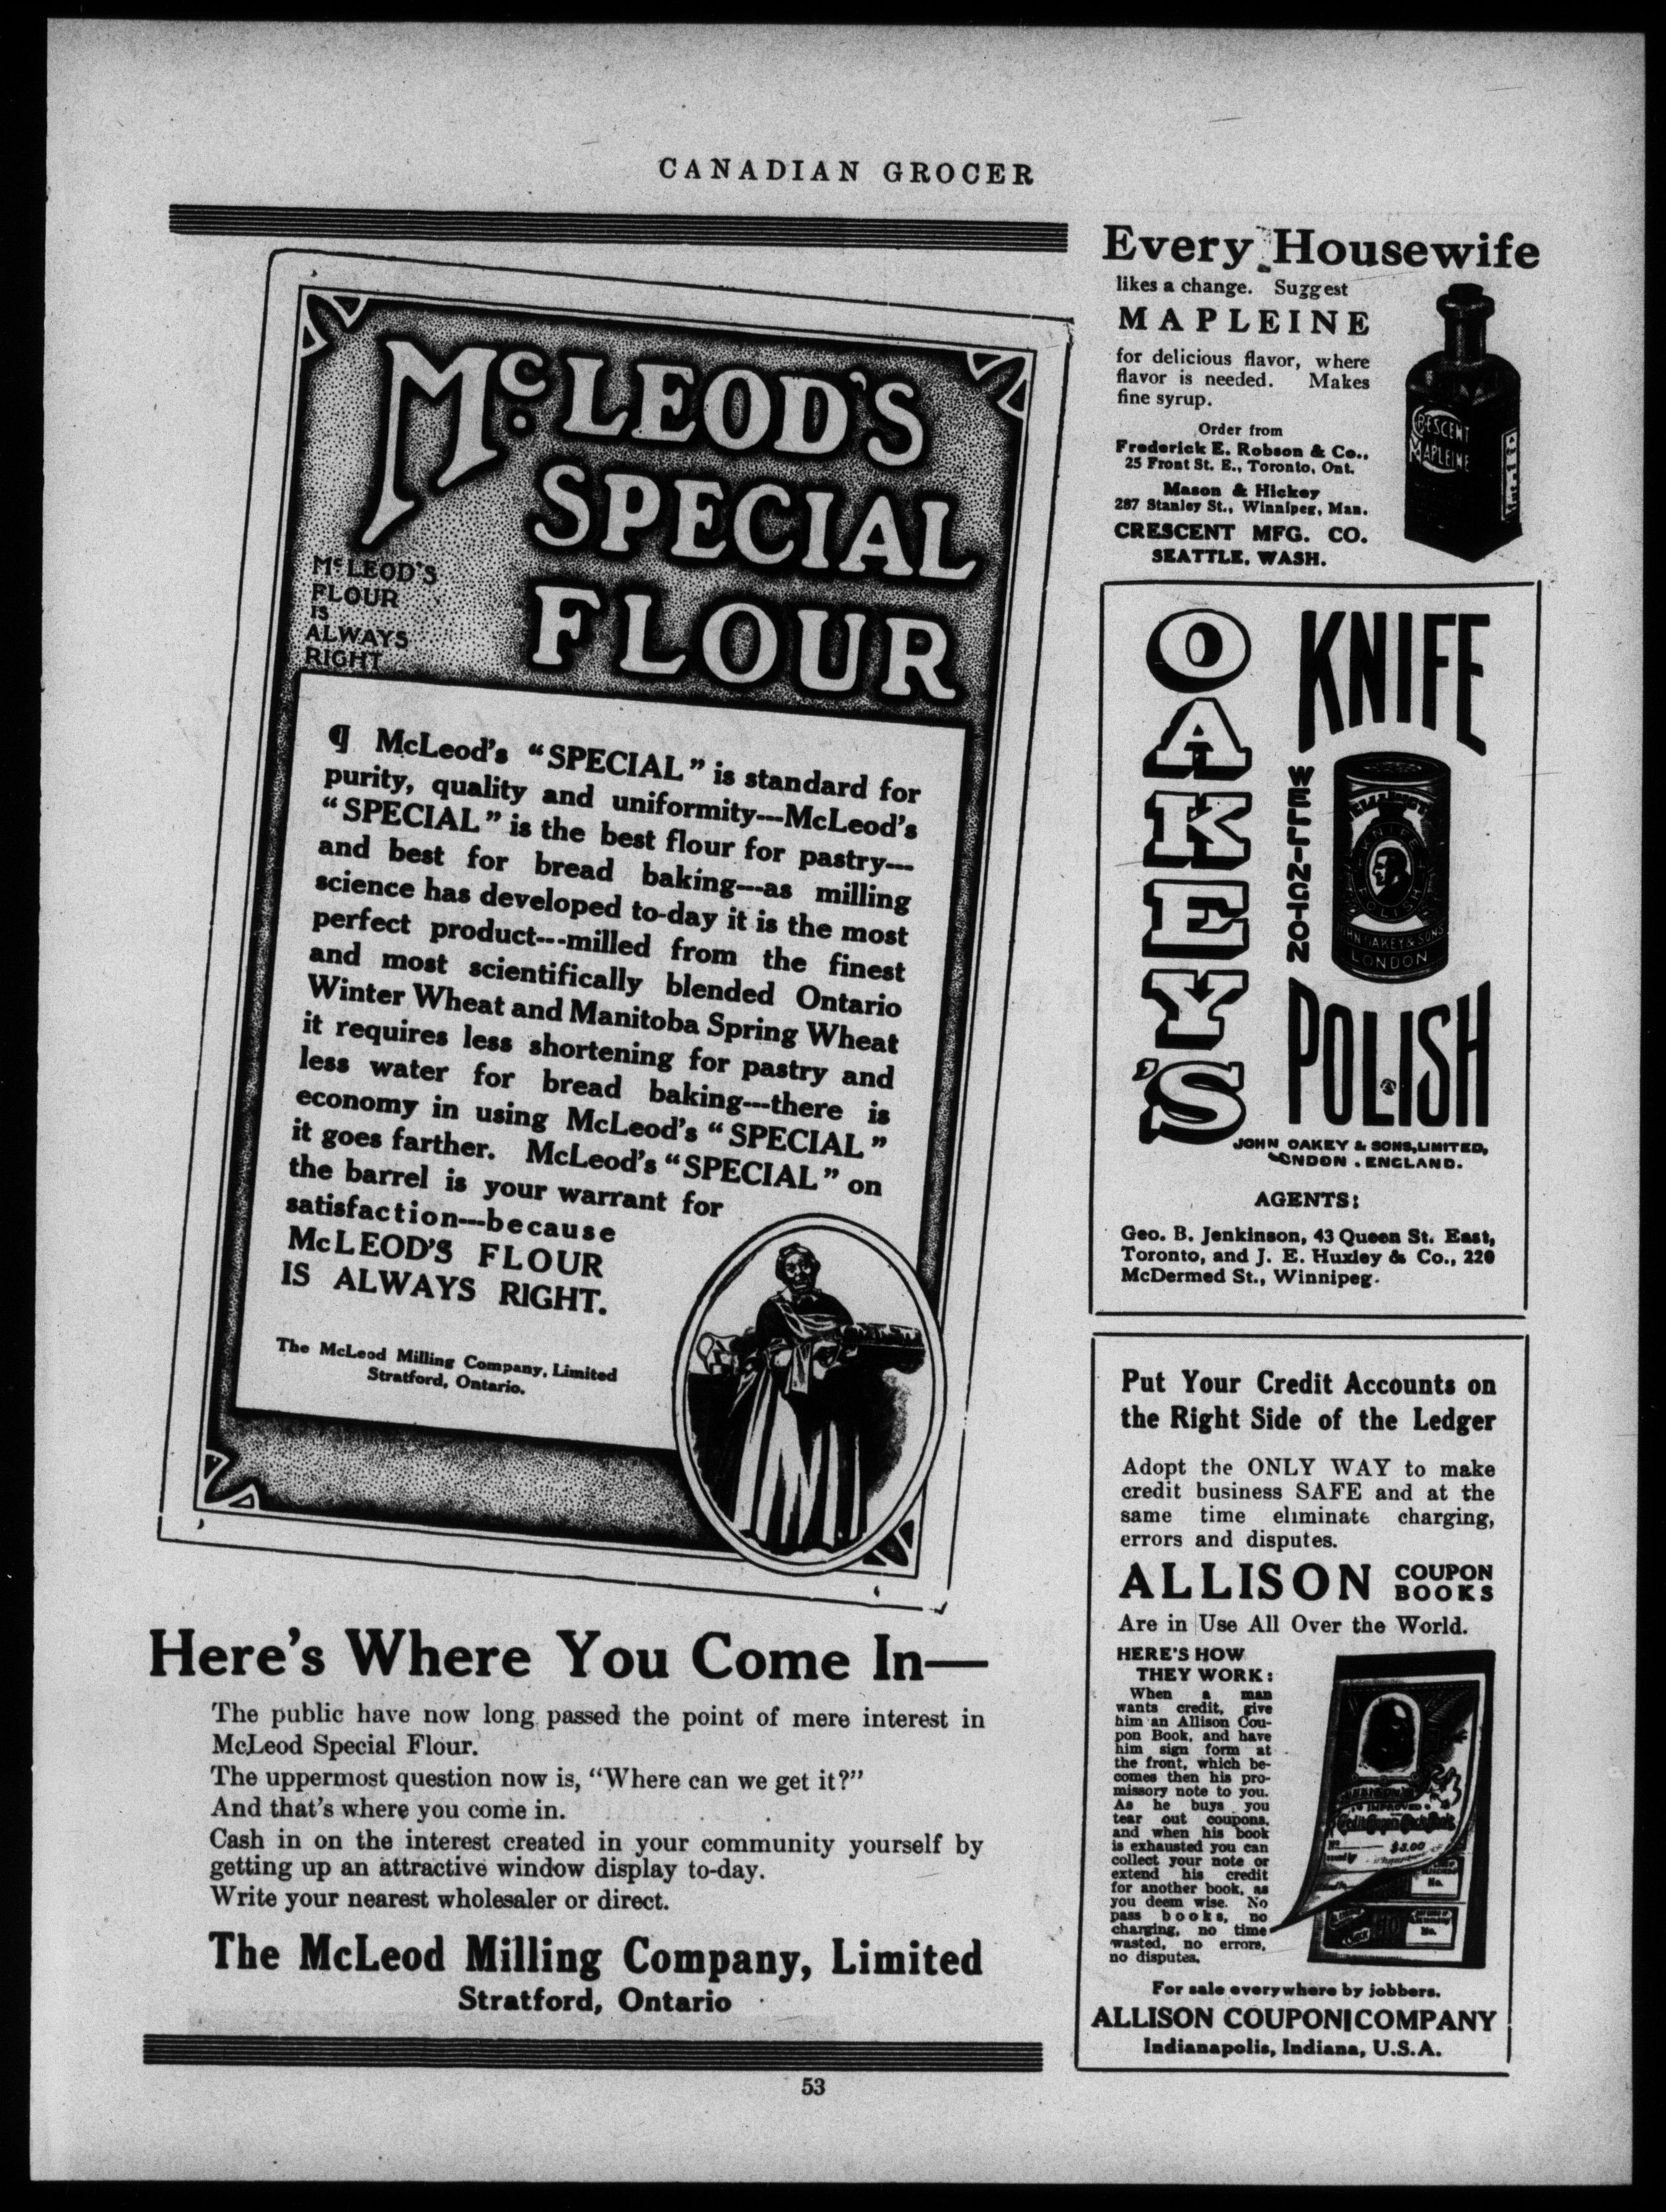 CANADIAN GROCER
McLEOD'S
SPECIAL
FLOUR
McLEOD'S
FLOUR
IS
ALWAYS
RIGHT
¶ McLeod's "SPECIAL" is standard for
purity, quality and uniformity---McLeod's
"SPECIAL" is the best flour for pastry---
and best for bread baking---as milling
science has developed to-day it is the most
perfect product---milled from the finest
and most scientifically blended Ontario
Winter Wheat and Manitoba Spring Wheat
it requires less shortening for pastry and
less water for bread baking---there is
economy in using McLeod's "SPECIAL"
it goes farther. McLeod's "SPECIAL" on
the barrel is your warrant for
satisfaction---because
McLEOD'S FLOUR
IS ALWAYS RIGHT.
The McLeod Milling Company, Limited
Stratford, Ontario.
Here's Where You Come In—
The public have now long passed the point of mere interest in
McLeod Special Flour.
The uppermost question now is, "Where can we get it?"
And that's where you come in.
Cash in on the interest created in your community yourself by
getting up an attractive window display to-day.
Write your nearest wholesaler or direct.
The McLeod Milling Company, Limited
Stratford, Ontario
Every Housewife
likes a change. Suggest
MAPLEINE
for delicious flavor, where
flavor is needed. Makes
fine syrup.
Order from
Frederick E. Robson & Co.,
25 Front St. E., Toronto, Ont.
Mason & Hickey
287 Stanley St., Winnipeg, Man.
CRESCENT MFG. CO.
SEATTLE, WASH.
CRESCENT
MAPLEINE
OAKEY'S
WELLINGTON
KNIFE
KNIFE
POLISH
JOHN OAKEY & SONS
LONDON
POLISH
JOHN OAKEY & SONS, LIMITED,
LONDON . ENGLAND.
AGENTS:
Geo. B. Jenkinson, 43 Queen St. East,
Toronto, and J. E. Huxley & Co., 220
McDermed St., Winnipeg.
Put Your Credit Accounts on
the Right Side of the Ledger
Adopt the ONLY WAY to make
credit business SAFE and at the
same time eliminate charging,
errors and disputes.
ALLISON COUPON
BOOKS
Are in Use All Over the World.
HERE'S HOW
THEY WORK:
When a man
wants credit, give
him an Allison Cou-
pon Book, and have
him sign form at
the front, which be-
comes then his pro-
missory note to you.
As he buys you
tear out coupons,
and when his book
is exhausted you can
collect your note or
extend his credit
for another book, as
you deem wise. No
pass books, no
charging, no time
wasted, no errors,
no disputes.
$5.00
No.
No.
For sale everywhere by jobbers.
ALLISON COUPON COMPANY
Indianapolis, Indiana, U.S.A.
53